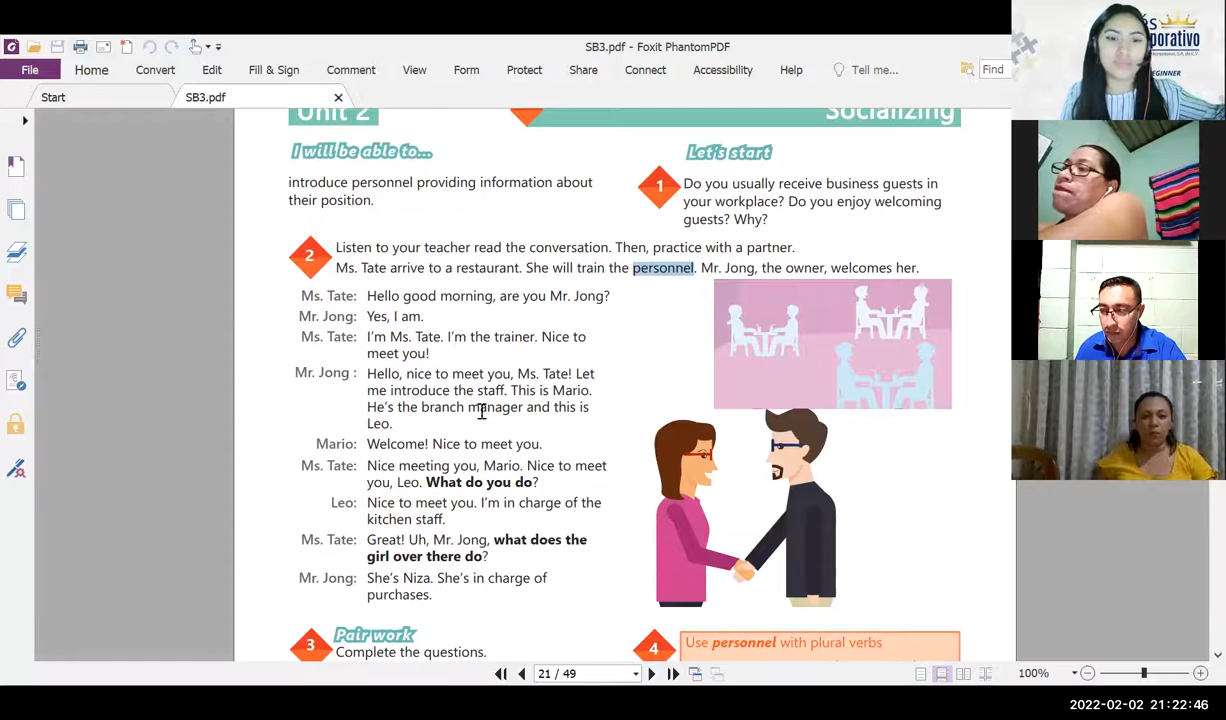 SB3.pdf - Foxit PhantomPDF
File Home Convert Edit Fill & Sign Comment View Form Protect Share Connect Accessibility Help Tell me... Find
Start SB3.pdf
Unit 2 Socializing
I will be able to...
introduce personnel providing information about
their position.
Let's start
1 Do you usually receive business guests in
your workplace? Do you enjoy welcoming
guests? Why?
2 Listen to your teacher read the conversation. Then, practice with a partner.
Ms. Tate arrive to a restaurant. She will train the personnel. Mr. Jong, the owner, welcomes her.
Ms. Tate: Hello good morning, are you Mr. Jong?
Mr. Jong: Yes, I am.
Ms. Tate: I'm Ms. Tate. I'm the trainer. Nice to
meet you!
Mr. Jong : Hello, nice to meet you, Ms. Tate! Let
me introduce the staff. This is Mario.
He's the branch manager and this is
Leo.
Mario: Welcome! Nice to meet you.
Ms. Tate: Nice meeting you, Mario. Nice to meet
you, Leo. What do you do?
Leo: Nice to meet you. I'm in charge of the
kitchen staff.
Ms. Tate: Great! Uh, Mr. Jong, what does the
girl over there do?
Mr. Jong: She's Niza. She's in charge of
purchases.
3 Pair work
Complete the questions.
4 Use personnel with plural verbs
21 / 49
100%
2022-02-02 21:22:46